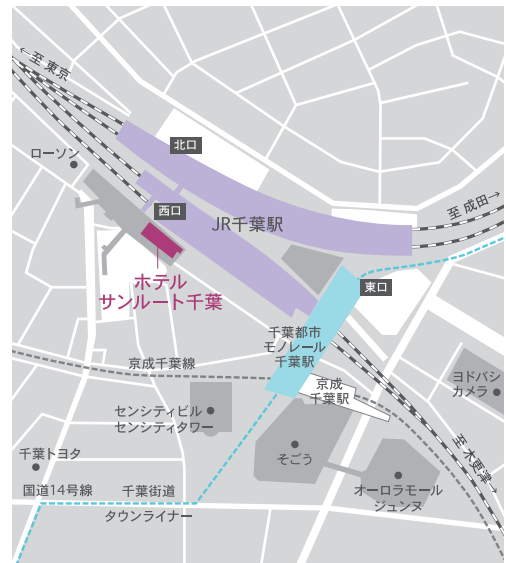 ←至 東京
北口
ローソン
西口
至 成田→
JR千葉駅
ホテル
サンルート千葉
東口
千葉都市
モノレール
千葉駅
京成千葉線
京成
千葉駅
ヨドバシ
カメラ
センシティビル
センシティタワー
至 木更津→
千葉トヨタ
そごう
国道14号線
千葉街道
オーロラモール
ジュンヌ
タウンライナー